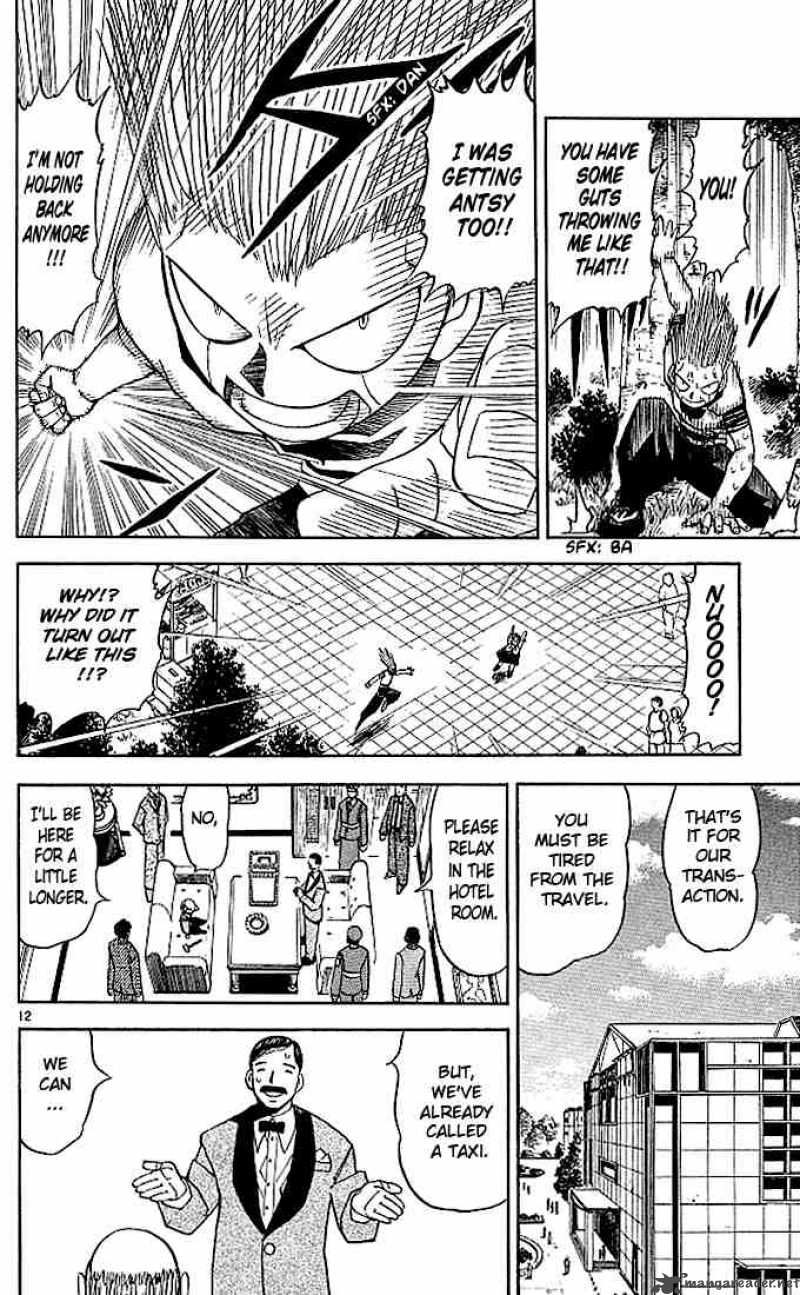 YOU!
YOU HAVE
SOME
GUTS
THROWING
ME LIKE
THAT!!
SFX: BA
SFX: DAN
I WAS
GETTING
ANTSY
TOO!!
I'M NOT
HOLDING
BACK
ANYMORE
!!!
NUOOOO!
WHY!?
WHY DID IT
TURN OUT
LIKE THIS
!!?
THAT'S
IT FOR
OUR
TRANS-
ACTION.
YOU
MUST BE
TIRED
FROM THE
TRAVEL.
PLEASE
RELAX
IN THE
HOTEL
ROOM.
NO,
I'LL BE
HERE
FOR A
LITTLE
LONGER.
12
BUT,
WE'VE
ALREADY
CALLED
A TAXI.
WE
CAN
...
mangareader.net